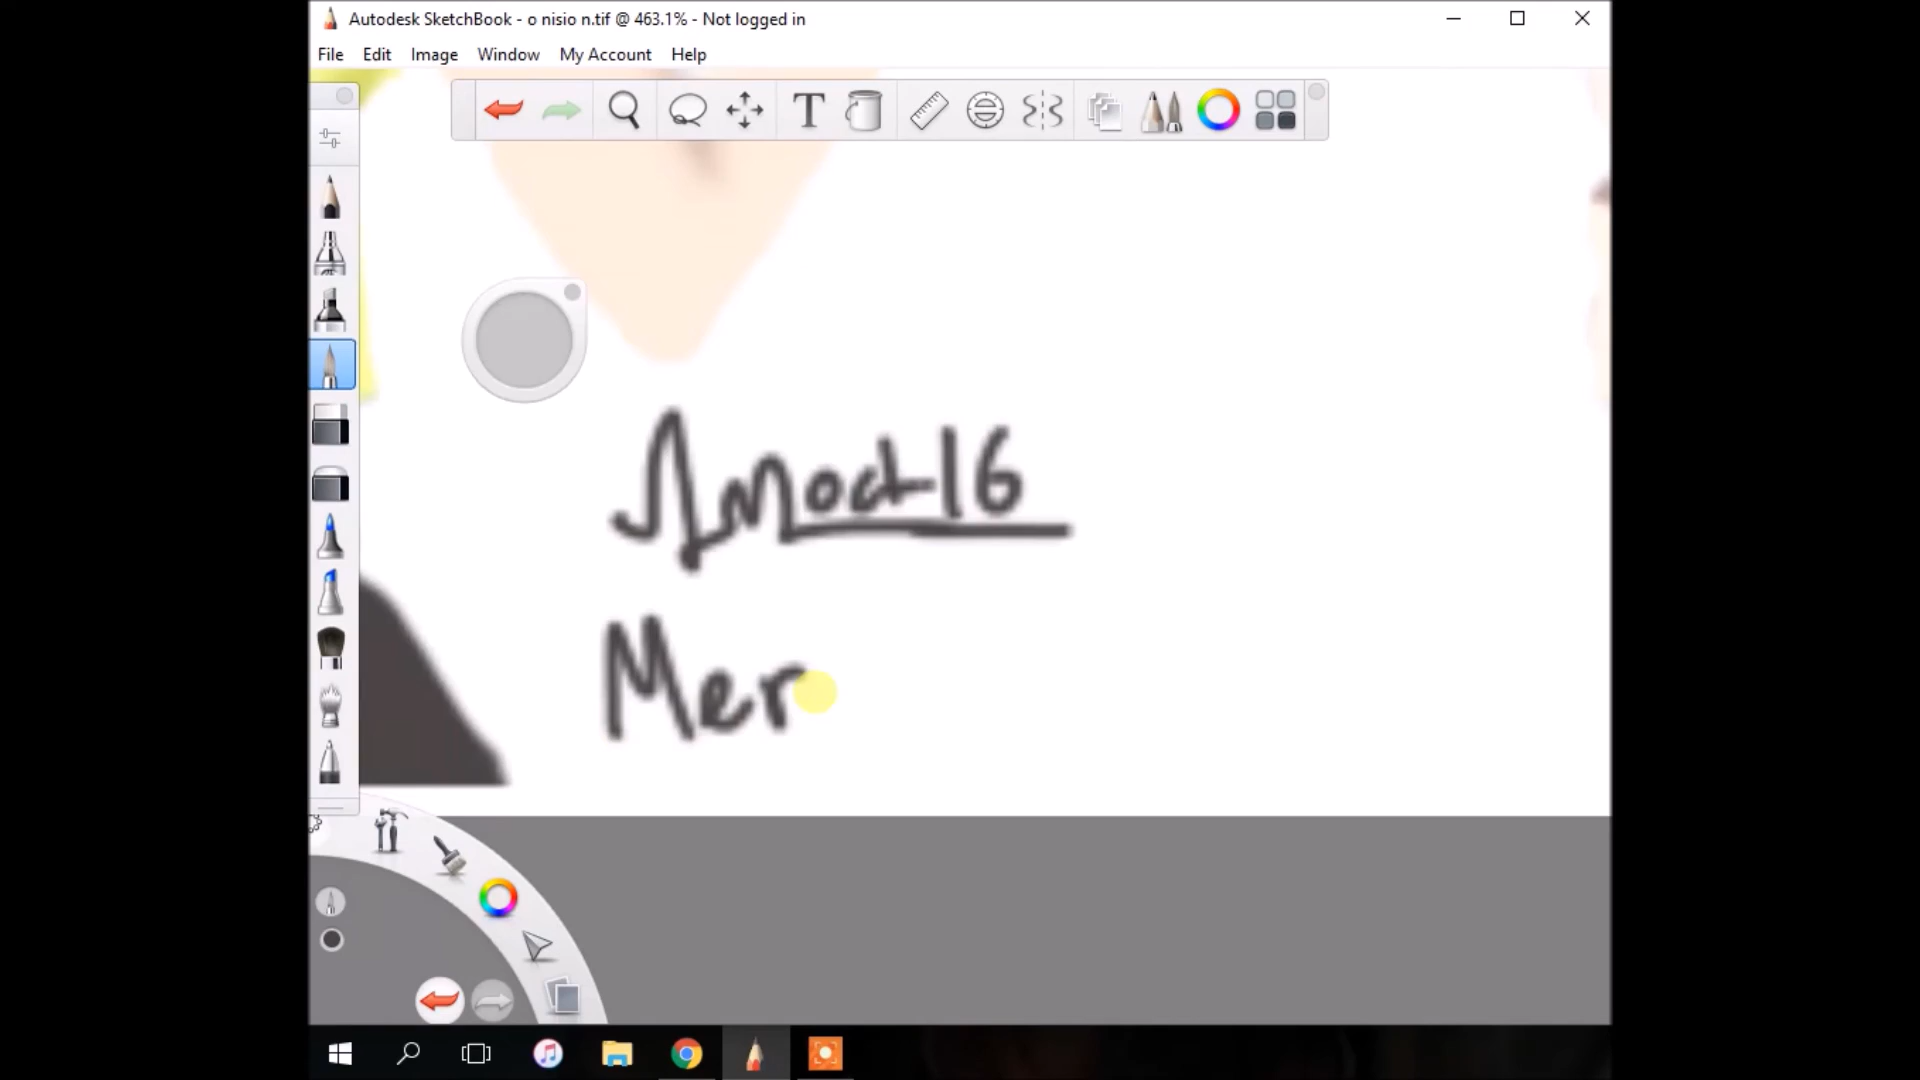 Autodesk SketchBook - o nisio n.tif @ 463.1% - Not logged in
File Edit Image Window My Account Help
T
Mer